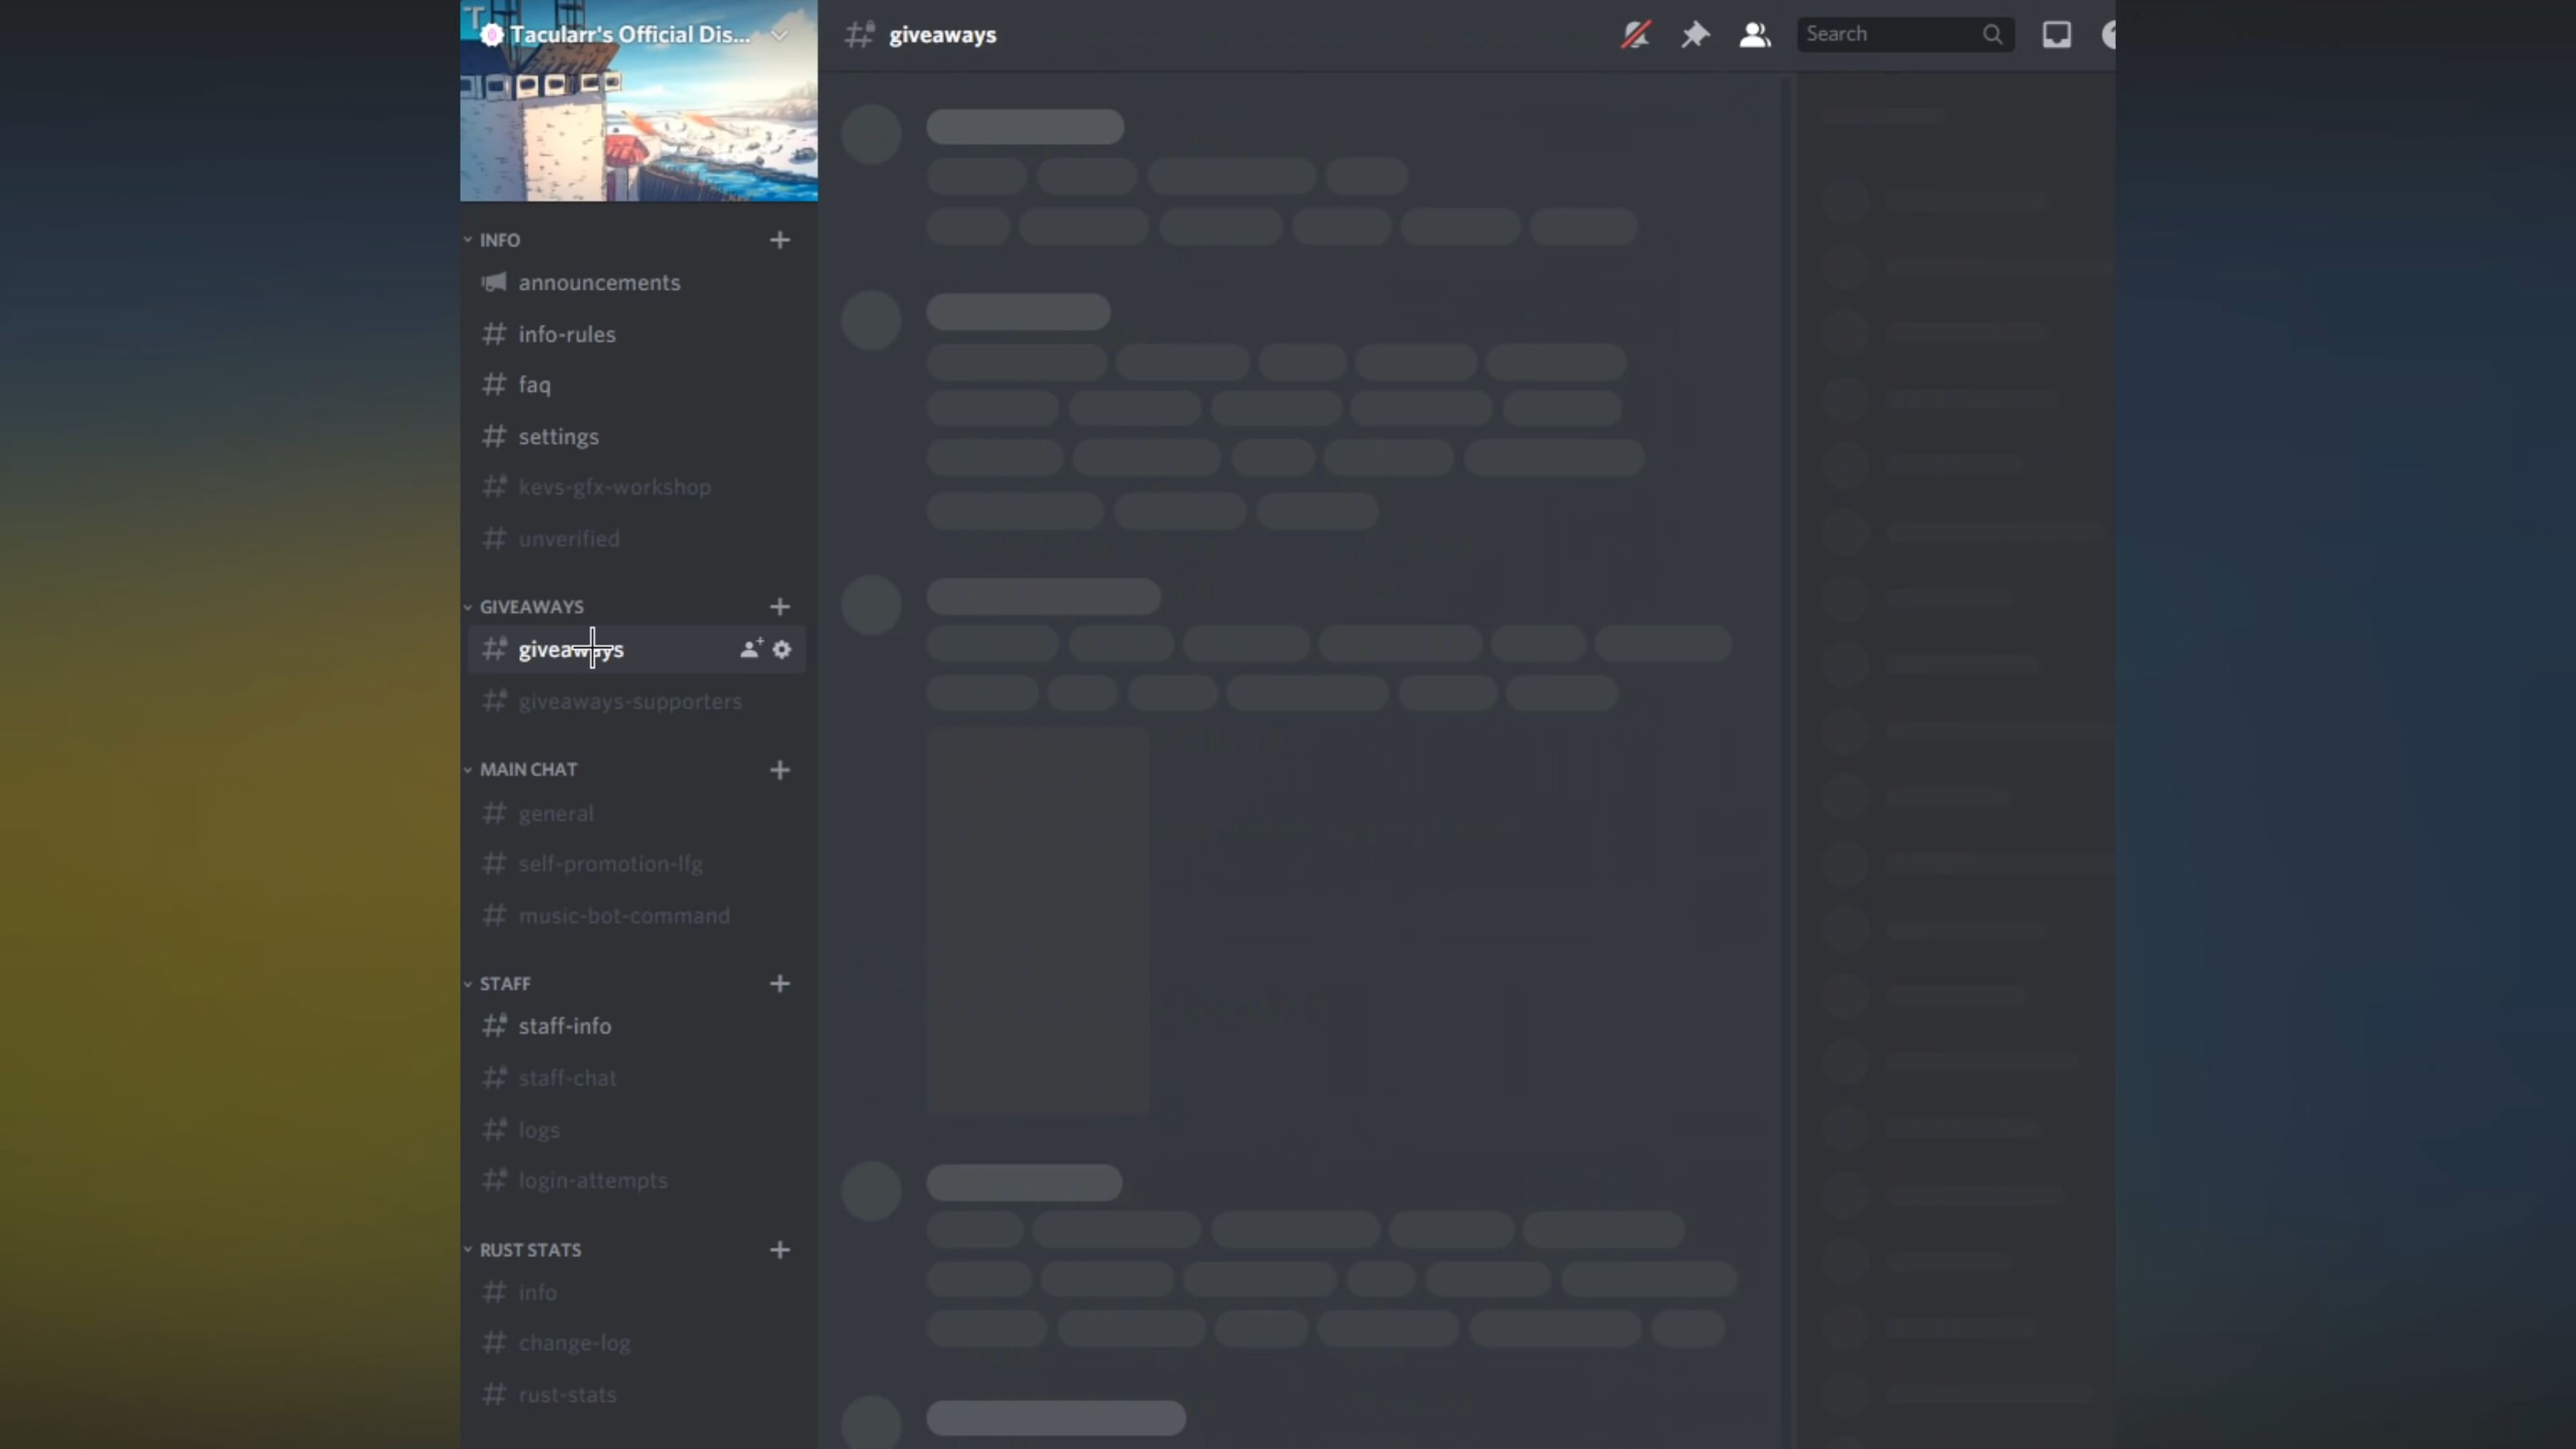 Tacularr's Official Dis...
INFO
announcements
info-rules
faq
settings
kevs-gfx-workshop
unverified
GIVEAWAYS
giveaways
giveaways-supporters
MAIN CHAT
general
self-promotion-lfg
music-bot-command
STAFF
staff-info
staff-chat
logs
login-attempts
RUST STATS
info
change-log
rust-stats
giveaways
Search